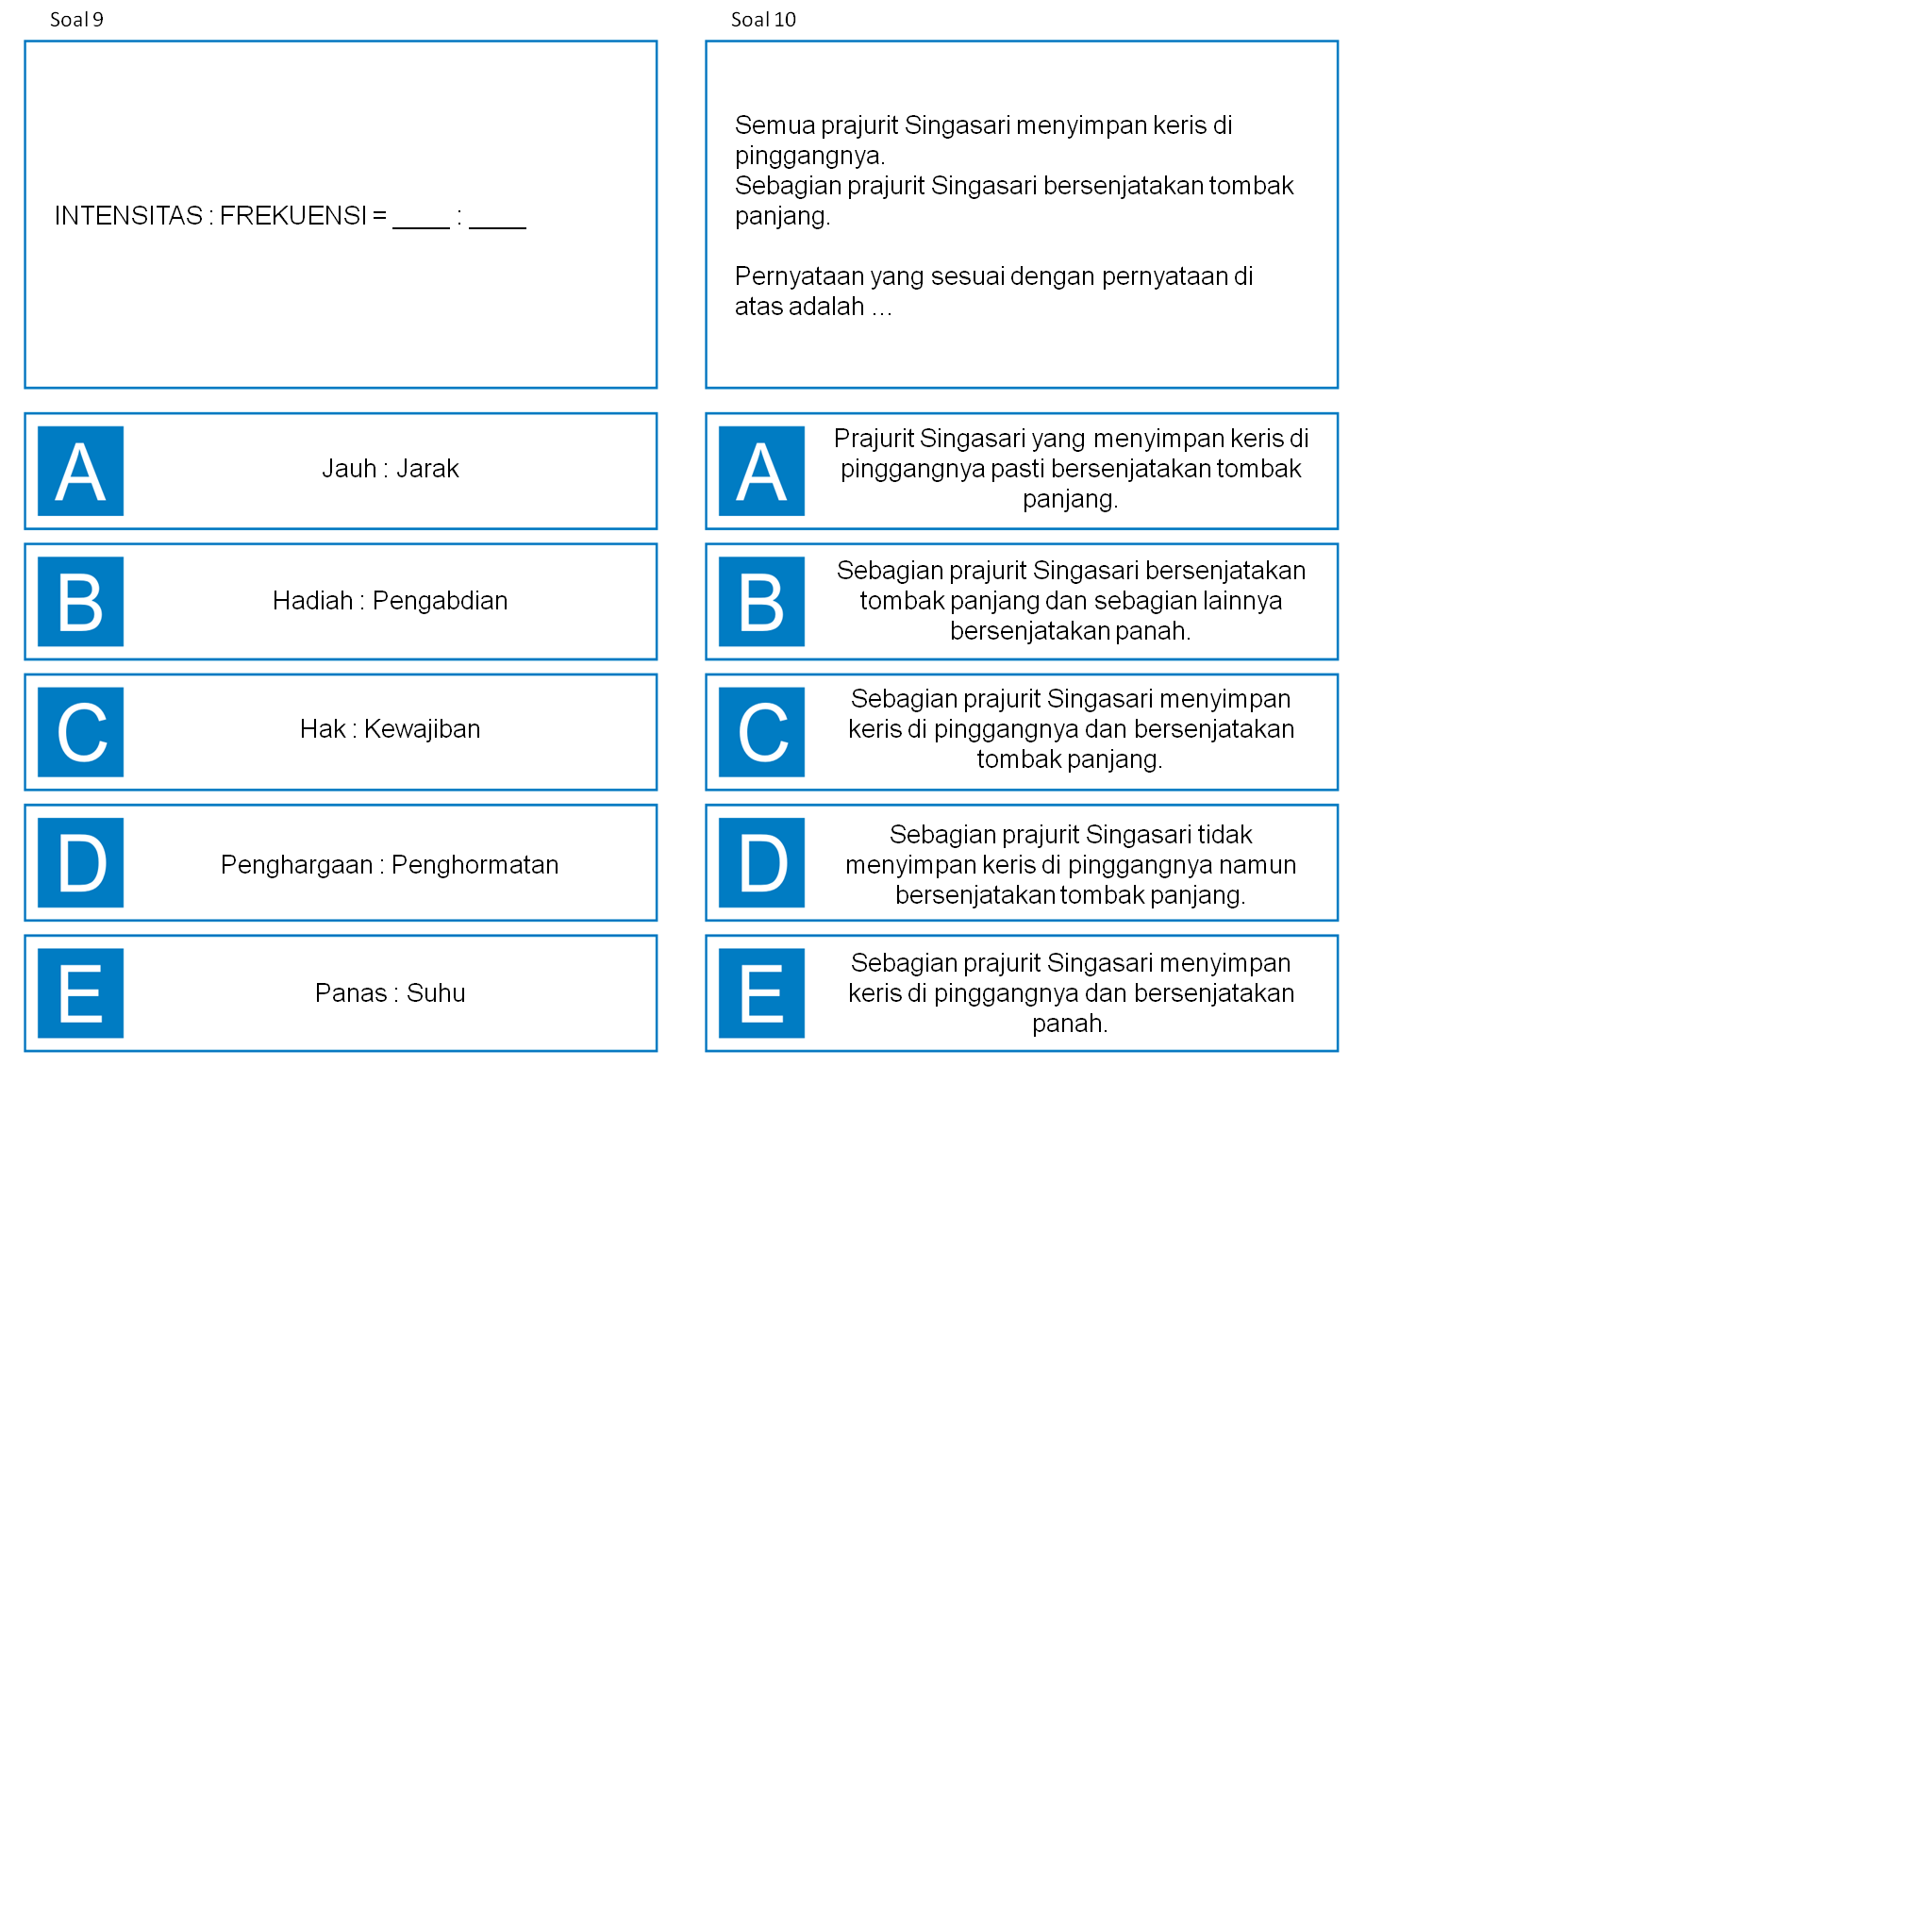 Soal 9
INTENSITAS : FREKUENSI = ____ : ____
A
Jauh : Jarak
B
Hadiah : Pengabdian
C
Hak : Kewajiban
D
Penghargaan : Penghormatan
E
Panas : Suhu
Soal 10
Semua prajurit Singasari menyimpan keris di
pinggangnya.
Sebagian prajurit Singasari bersenjatakan tombak
panjang.
Pernyataan yang sesuai dengan pernyataan di
atas adalah ...
A
Prajurit Singasari yang menyimpan keris di
pinggangnya pasti bersenjatakan tombak
panjang.
B
Sebagian prajurit Singasari bersenjatakan
tombak panjang dan sebagian lainnya
bersenjatakan panah.
C
Sebagian prajurit Singasari menyimpan
keris di pinggangnya dan bersenjatakan
tombak panjang.
D
Sebagian prajurit Singasari tidak
menyimpan keris di pinggangnya namun
bersenjatakan tombak panjang.
E
Sebagian prajurit Singasari menyimpan
keris di pinggangnya dan bersenjatakan
panah.